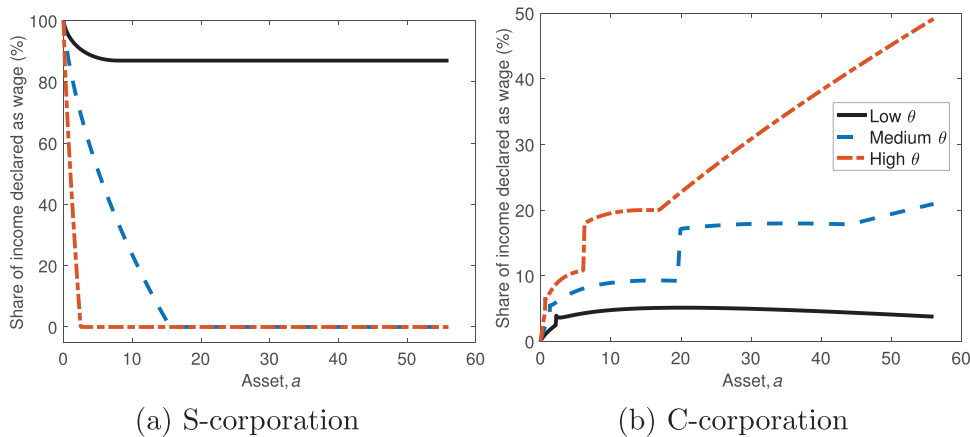 Share of income declared as wage (%)
100
80
60
40
20
0
0 10 20 30 40 50 60
Asset, a
(a) S-corporation
Share of income declared as wage (%)
50
40
30
20
10
0
Low θ
Medium θ
High θ
0 10 20 30 40 50 60
Asset, a
(b) C-corporation